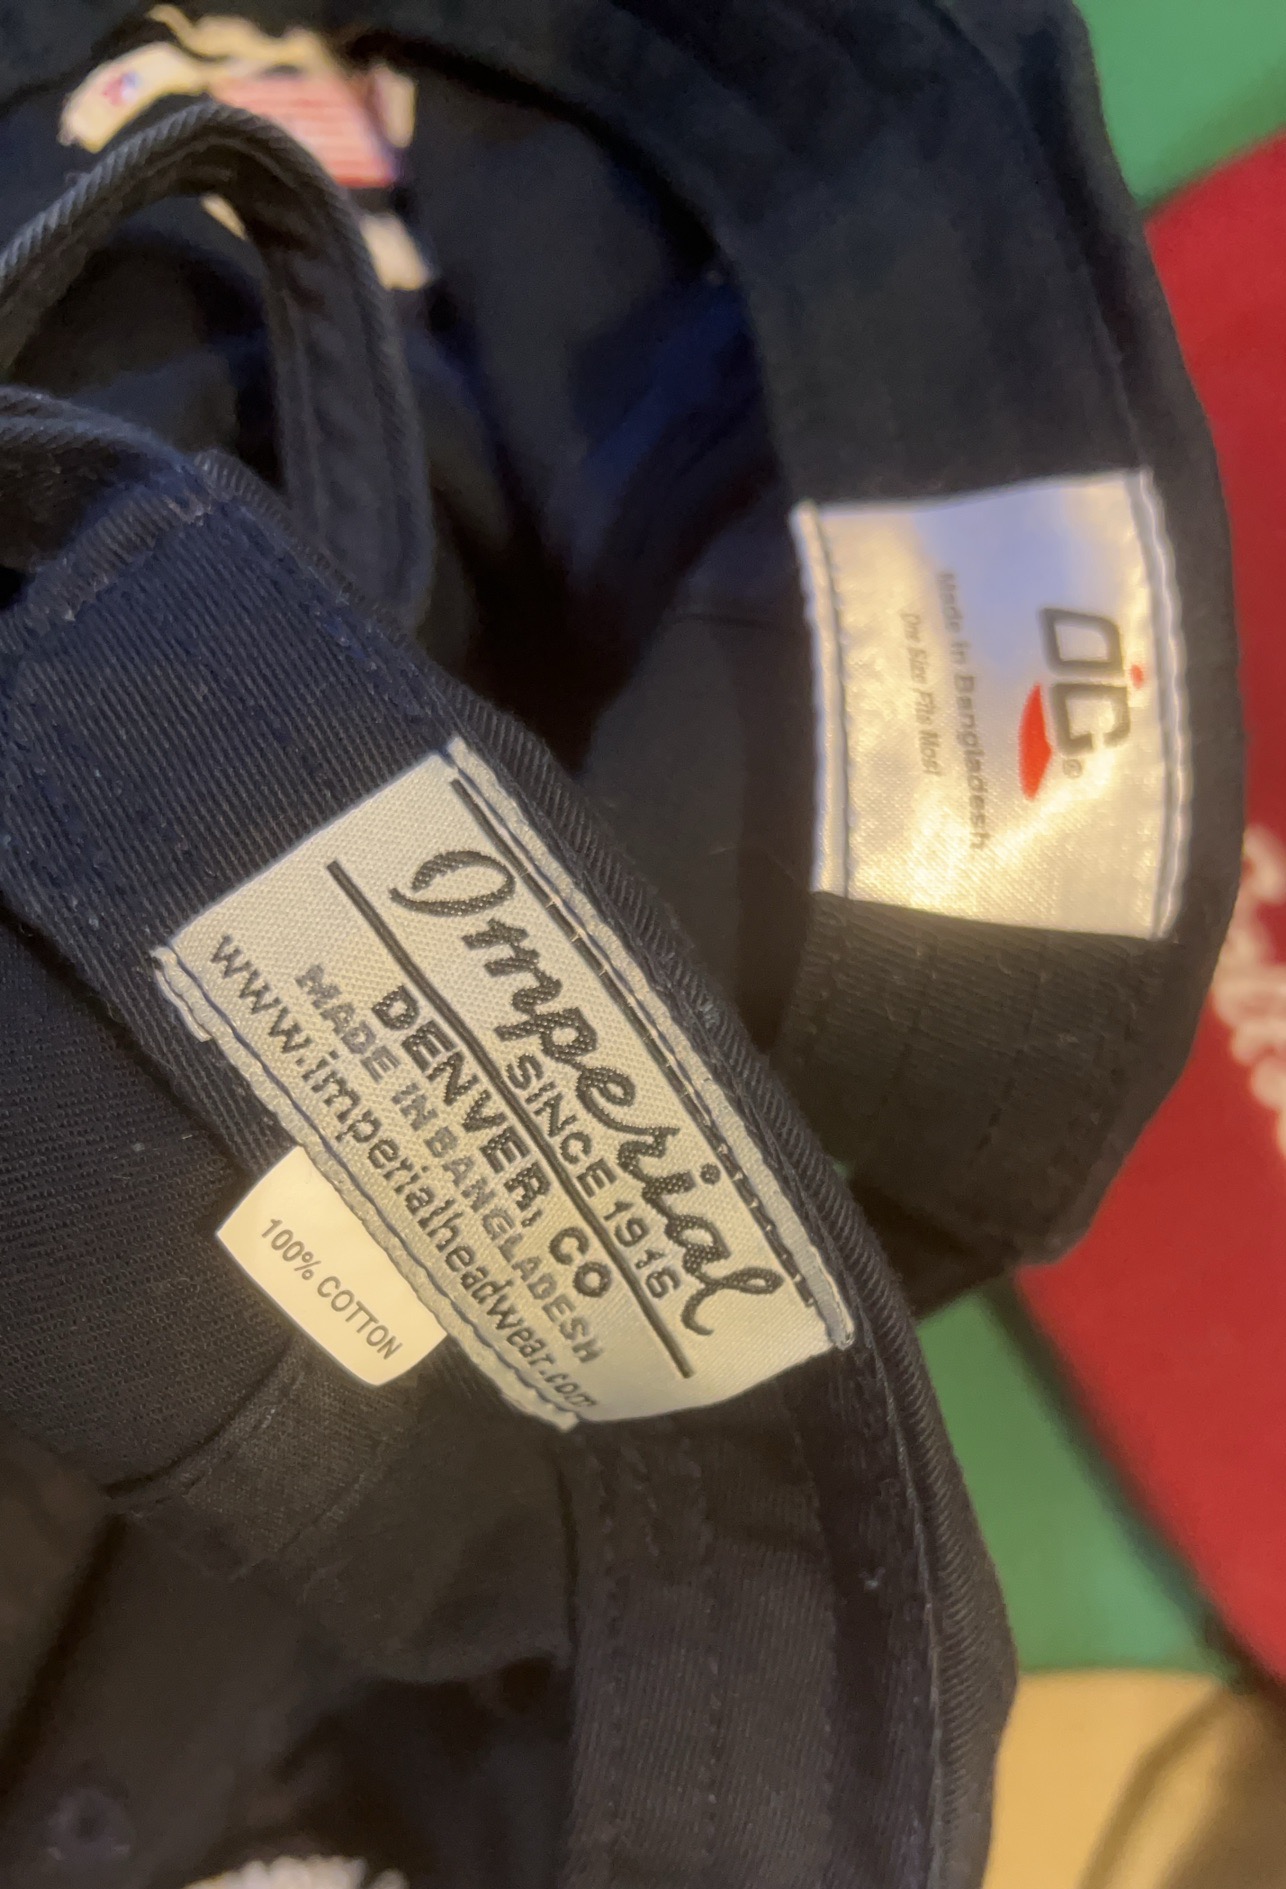 Imperial
SINCE 1916
DENVER, CO
MADE IN BANGLADESH
www.imperialheadwear.com
100% COTTON
OG®
Made in Bangladesh
One Size Fits Most